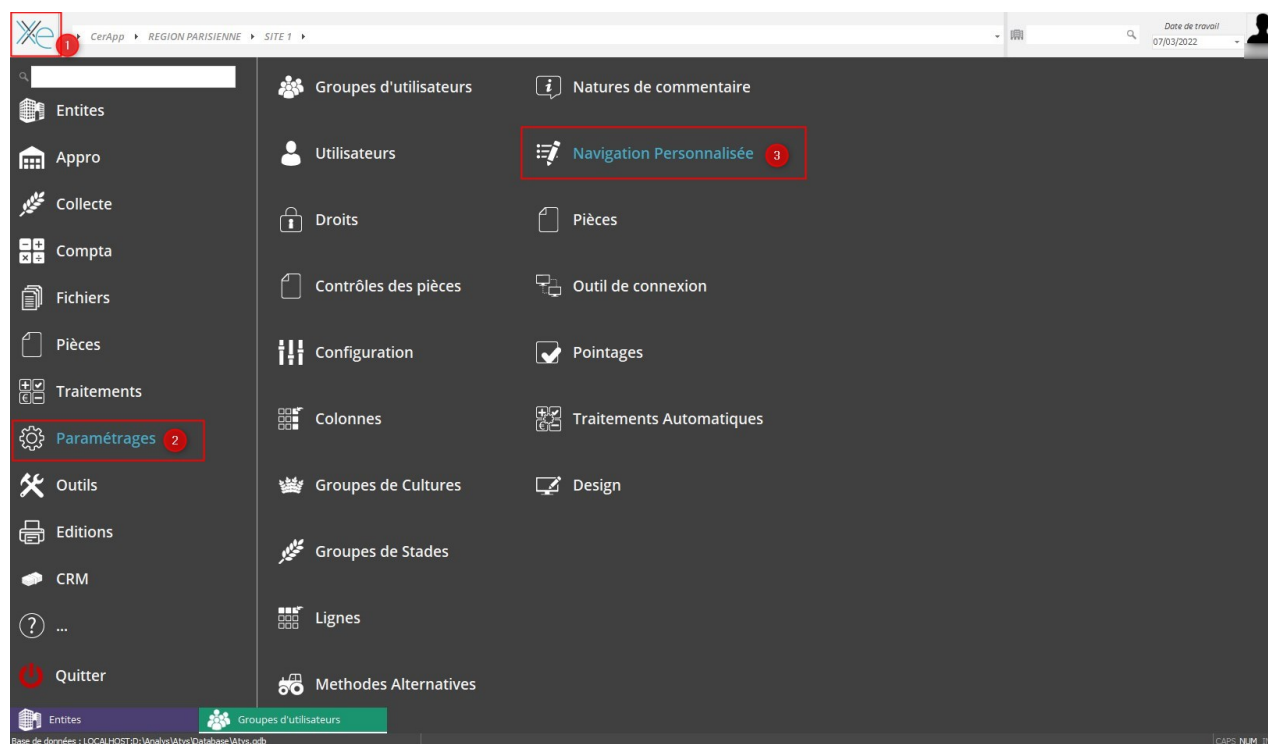 Xe
1
CerApp REGION PARISIENNE SITE 1
Date de travail
07/03/2022
Entites
Appro
Collecte
Compta
Fichiers
Pièces
Traitements
Paramétrages 2
Outils
Editions
CRM
...
Quitter
Groupes d'utilisateurs
Utilisateurs
Droits
Contrôles des pièces
Configuration
Colonnes
Groupes de Cultures
Groupes de Stades
Lignes
Methodes Alternatives
Natures de commentaire
Navigation Personnalisée 3
Pièces
Outil de connexion
Pointages
Traitements Automatiques
Design
Entites
Groupes d'utilisateurs
Base de données : LOCALHOST:D:\Analys\Atys\Database\Atys.gdb
CAPS NUM